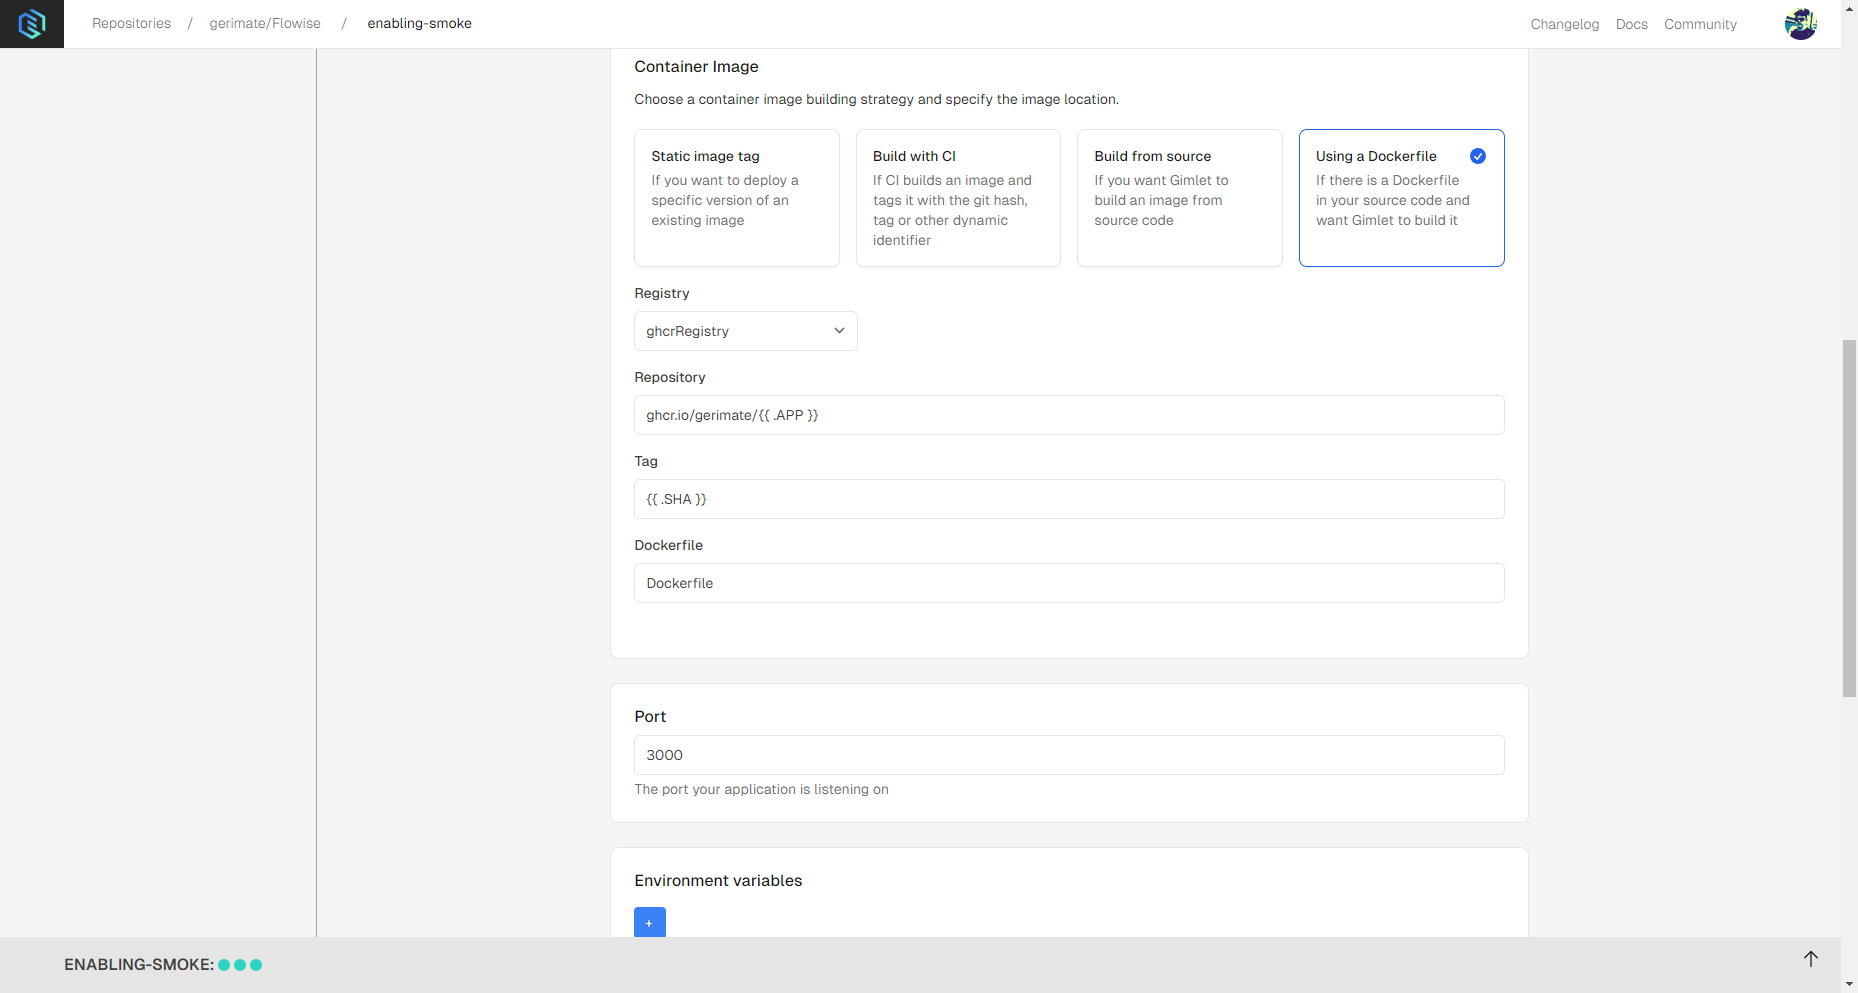 Repositories / gerimate/Flowise / enabling-smoke
Changelog Docs Community
Container Image
Choose a container image building strategy and specify the image location.
Static image tag
If you want to deploy a
specific version of an
existing image
Build with CI
If CI builds an image and
tags it with the git hash,
tag or other dynamic
identifier
Build from source
If you want Gimlet to
build an image from
source code
Using a Dockerfile
If there is a Dockerfile
in your source code and
want Gimlet to build it
Registry
ghcrRegistry
Repository
ghcr.io/gerimate/{{ .APP }}
Tag
{{ .SHA }}
Dockerfile
Dockerfile
Port
3000
The port your application is listening on
Environment variables
+
ENABLING-SMOKE: